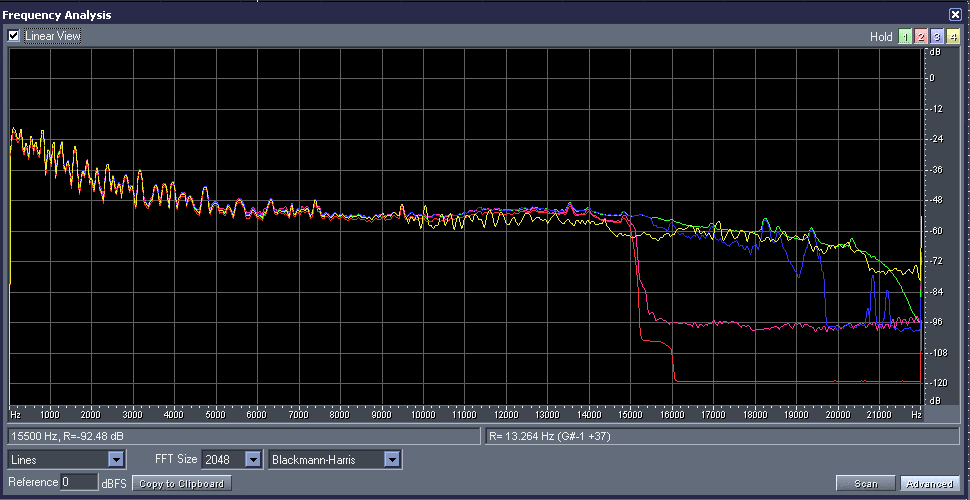 Frequency Analysis
Linear View
Hold 1 2 3 4
dB
0
-12
-24
-36
-48
-60
-72
-84
-96
-108
-120
dB
Hz 1000 2000 3000 4000 5000 6000 7000 8000 9000 10000 11000 12000 13000 14000 15000 16000 17000 18000 19000 20000 21000 Hz
15500 Hz, R=-92.48 dB
R= 13.264 Hz (G#-1 +37)
Lines FFT Size 2048 Blackmann-Harris
Reference 0 dBFS Copy to Clipboard Scan Advanced